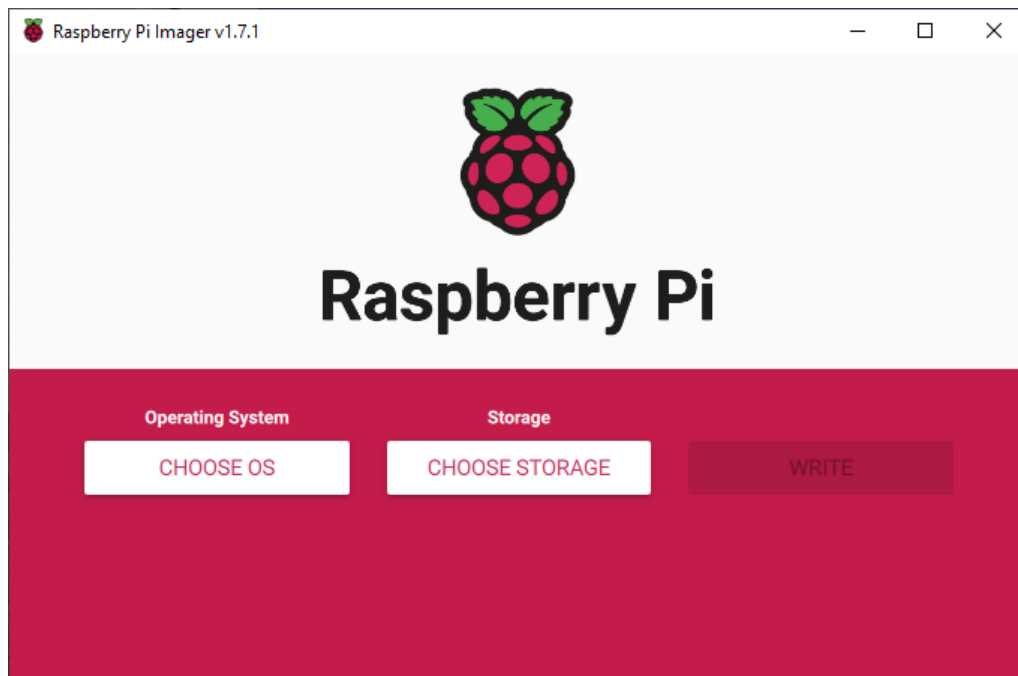 Raspberry Pi Imager v1.7.1
Raspberry Pi
Operating System
Storage
CHOOSE OS
CHOOSE STORAGE
WRITE